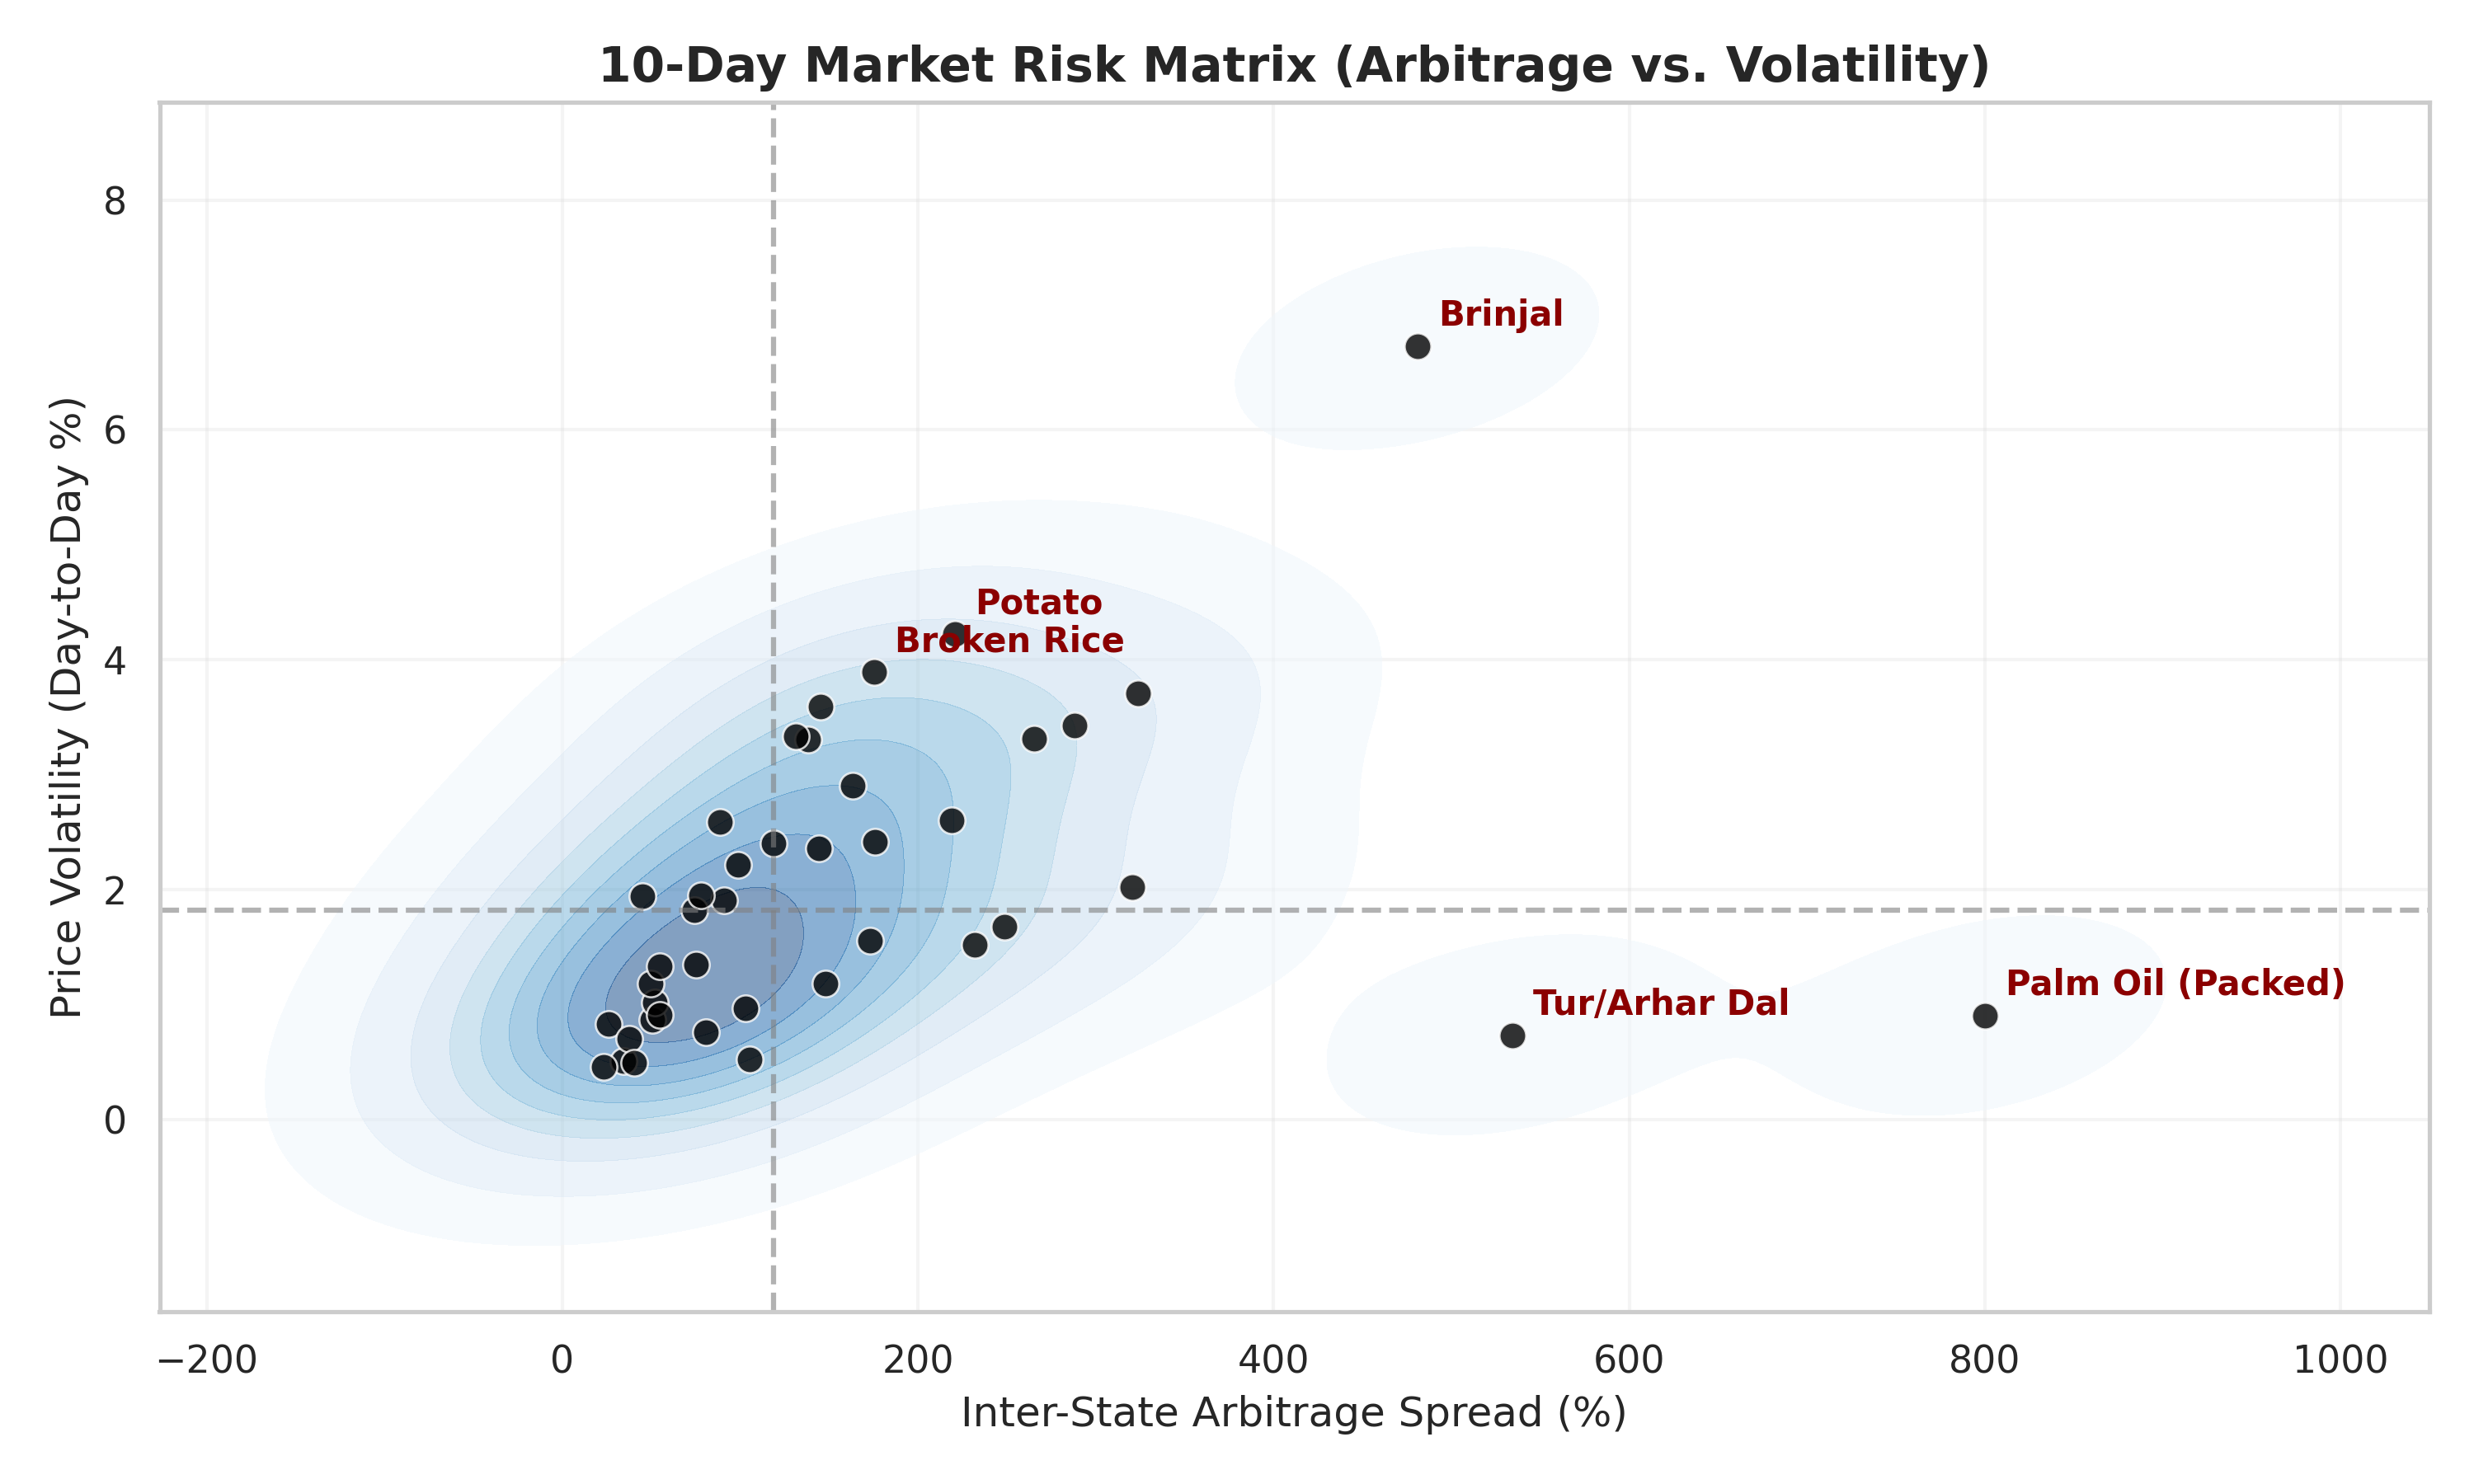 10-Day Market Risk Matrix (Arbitrage vs. Volatility)
Price Volatility (Day-to-Day %)
8
6
4
2
0
Brinjal
Potato
Broken Rice
Tur/Arhar Dal
Palm Oil (Packed)
−200
0
200
400
600
800
1000
Inter-State Arbitrage Spread (%)